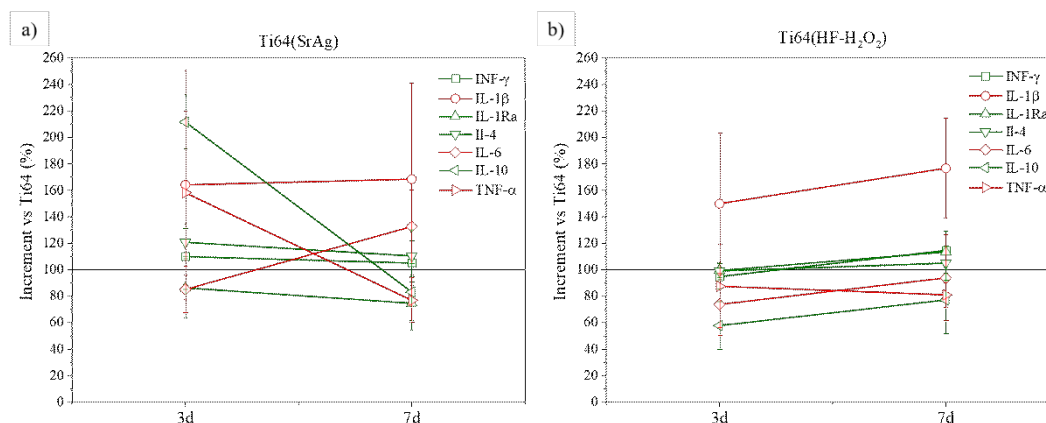 a)
Ti64(SrAg)
Increment vs Ti64 (%)
260
240
220
200
180
160
140
120
100
80
60
40
20
0
3d
7d
INF-γ
IL-1β
IL-1Ra
Il-4
IL-6
IL-10
TNF-α
b)
Ti64(HF-H₂O₂)
Increment vs Ti64 (%)
260
240
220
200
180
160
140
120
100
80
60
40
20
0
3d
7d
INF-γ
IL-1β
IL-1Ra
Il-4
IL-6
IL-10
TNF-α